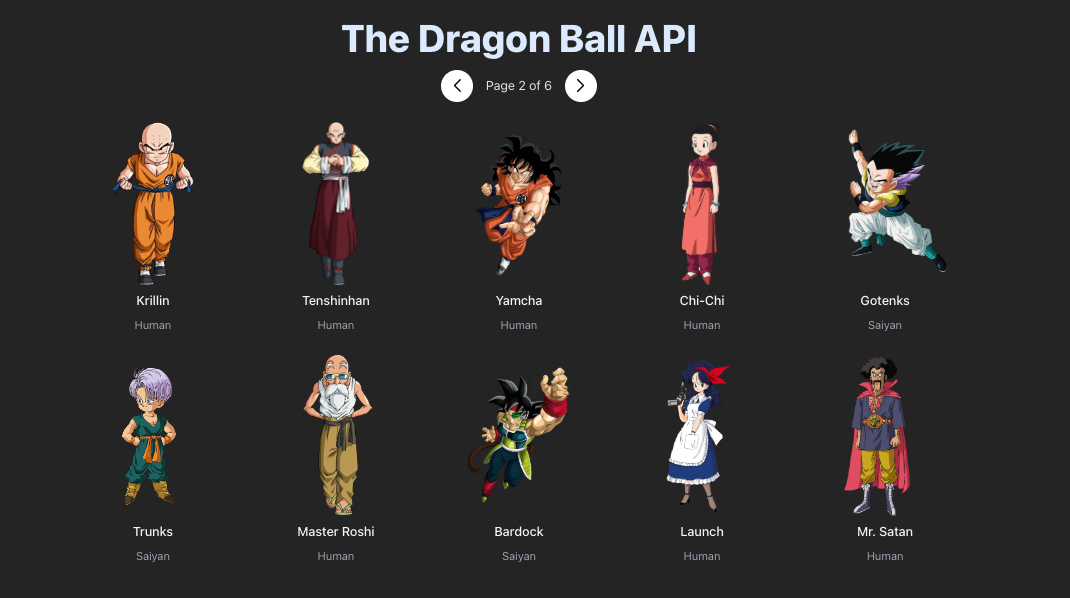 The Dragon Ball API
Page 2 of 6
Krillin
Human
Tenshinhan
Human
Yamcha
Human
Chi-Chi
Human
Gotenks
Saiyan
Trunks
Saiyan
Master Roshi
Human
Bardock
Saiyan
Launch
Human
Mr. Satan
Human